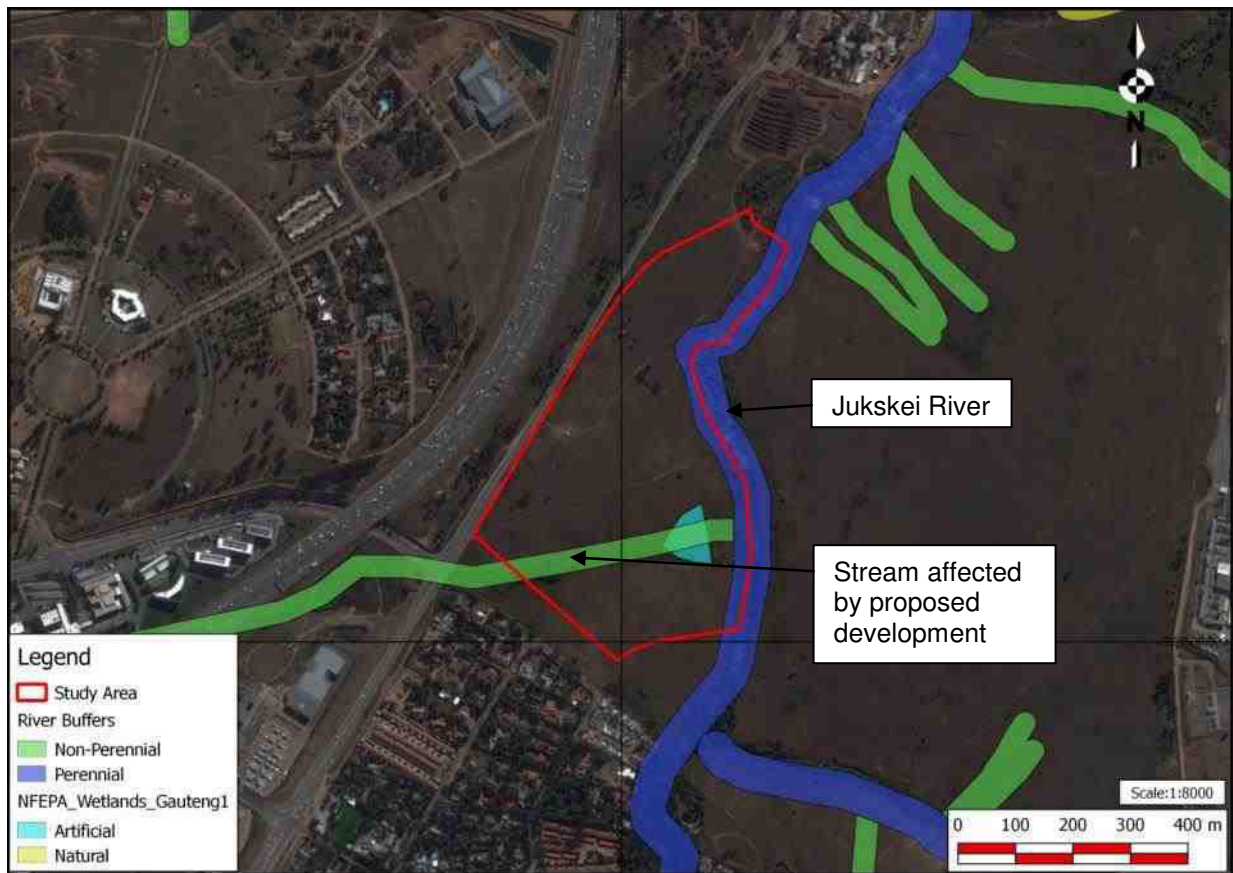 N
Jukskei River
Stream affected
by proposed
development
Legend
Study Area
River Buffers
Non-Perennial
Perennial
NFEPA_Wetlands_Gauteng1
Artificial
Natural
Scale:1:8000
0 100 200 300 400 m